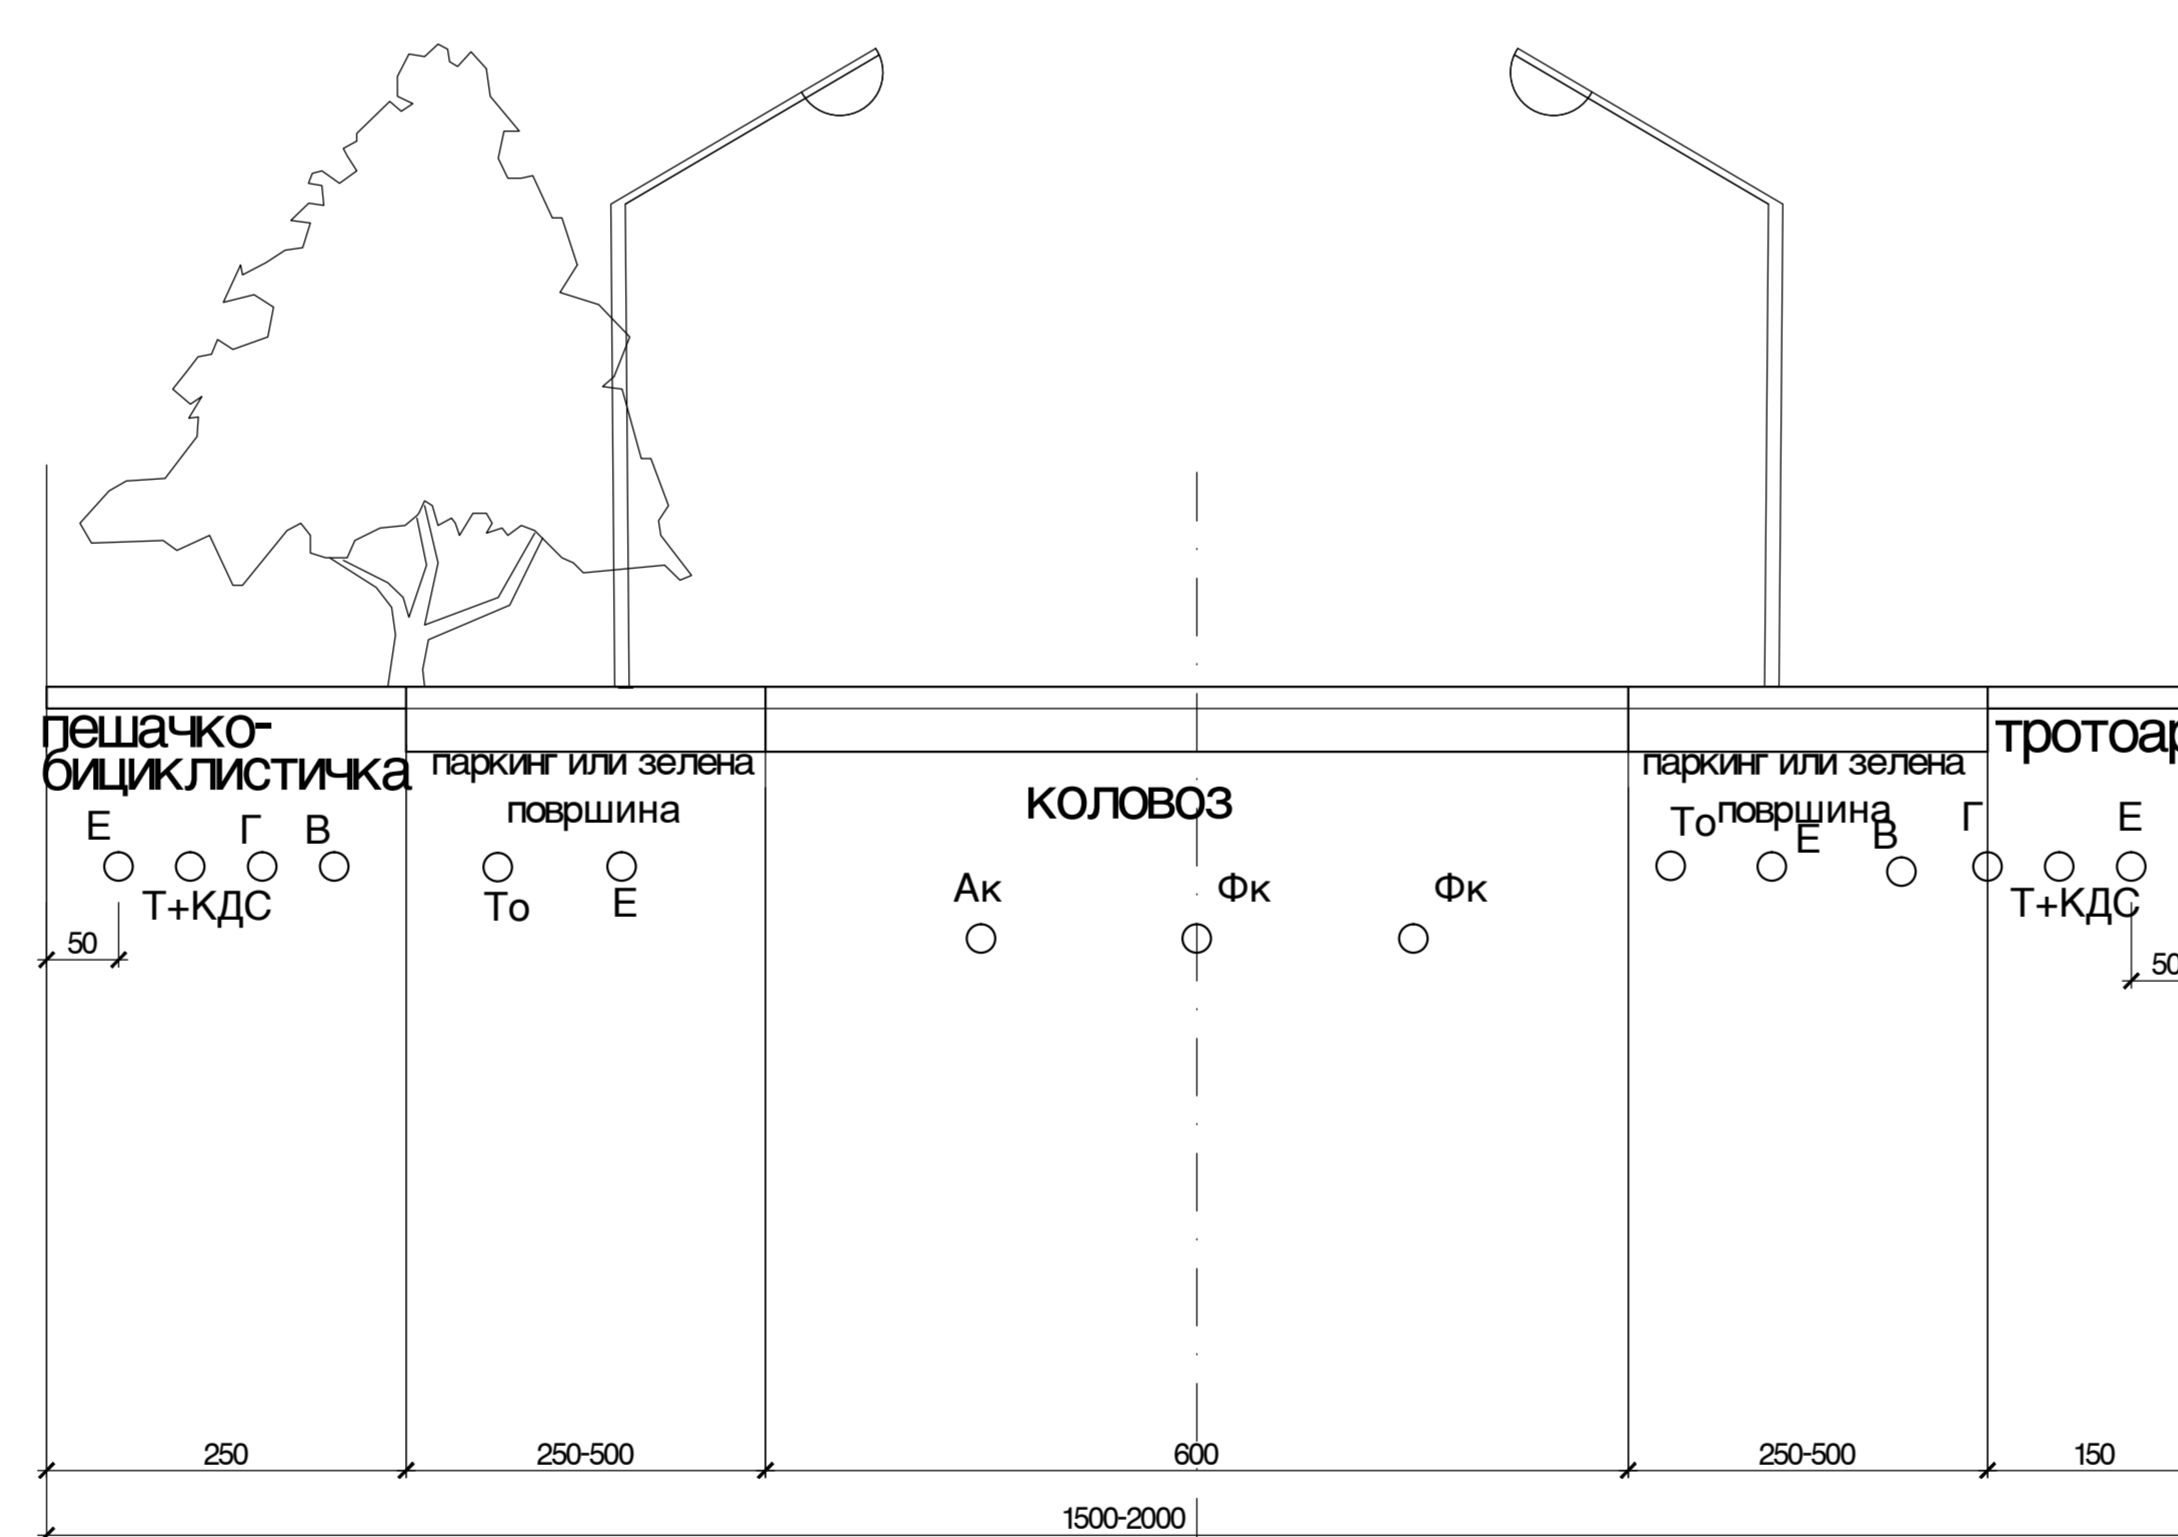 пешачко-
бициклистичка
паркинг или зелена
површина
коловоз
паркинг или зелена
површина
тротоар
Е
Г
В
Т+КДС
То
Е
Ак
Фк
Фк
То
Е
В
Г
Е
Т+КДС
50
50
250
250-500
600
250-500
150
1500-2000